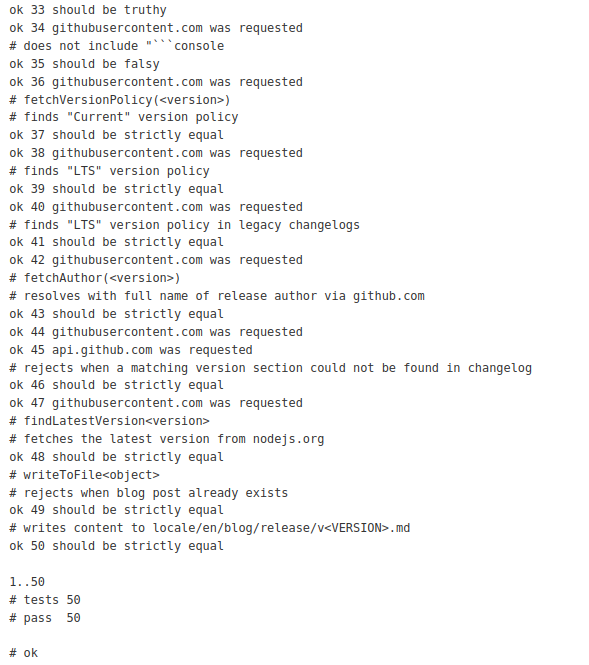 ok 33 should be truthy
ok 34 githubusercontent.com was requested
# does not include "```console
ok 35 should be falsy
ok 36 githubusercontent.com was requested
# fetchVersionPolicy(<version>)
# finds "Current" version policy
ok 37 should be strictly equal
ok 38 githubusercontent.com was requested
# finds "LTS" version policy
ok 39 should be strictly equal
ok 40 githubusercontent.com was requested
# finds "LTS" version policy in legacy changelogs
ok 41 should be strictly equal
ok 42 githubusercontent.com was requested
# fetchAuthor(<version>)
# resolves with full name of release author via github.com
ok 43 should be strictly equal
ok 44 githubusercontent.com was requested
ok 45 api.github.com was requested
# rejects when a matching version section could not be found in changelog
ok 46 should be strictly equal
ok 47 githubusercontent.com was requested
# findLatestVersion<version>
# fetches the latest version from nodejs.org
ok 48 should be strictly equal
# writeToFile<object>
# rejects when blog post already exists
ok 49 should be strictly equal
# writes content to locale/en/blog/release/v<VERSION>.md
ok 50 should be strictly equal
1..50
# tests 50
# pass  50
# ok